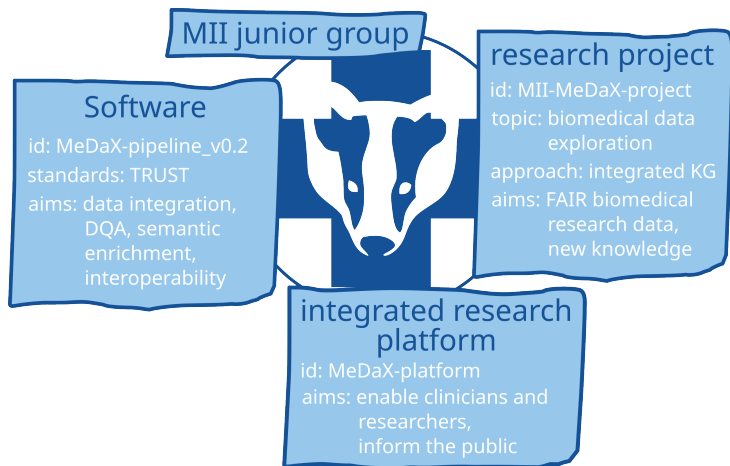 MII junior group
Software
id: MeDaX-pipeline_v0.2
standards: TRUST
aims: data integration,
DQA, semantic
enrichment,
interoperability
research project
id: MII-MeDaX-project
topic: biomedical data
exploration
approach: integrated KG
aims: FAIR biomedical
research data,
new knowledge
integrated research
platform
id: MeDaX-platform
aims: enable clinicians and
researchers,
inform the public